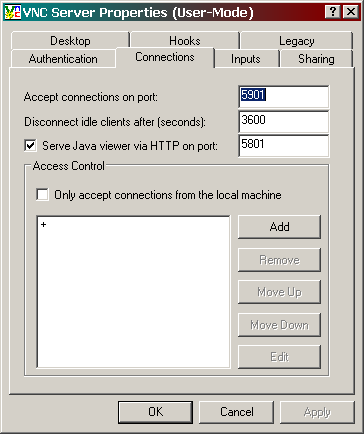 VNC Server Properties (User-Mode)
Desktop Hooks Legacy
Authentication Connections Inputs Sharing
Accept connections on port: 5901
Disconnect idle clients after (seconds): 3600
Serve Java viewer via HTTP on port: 5801
Access Control
Only accept connections from the local machine
+
Add
Remove
Move Up
Move Down
Edit
OK Cancel Apply